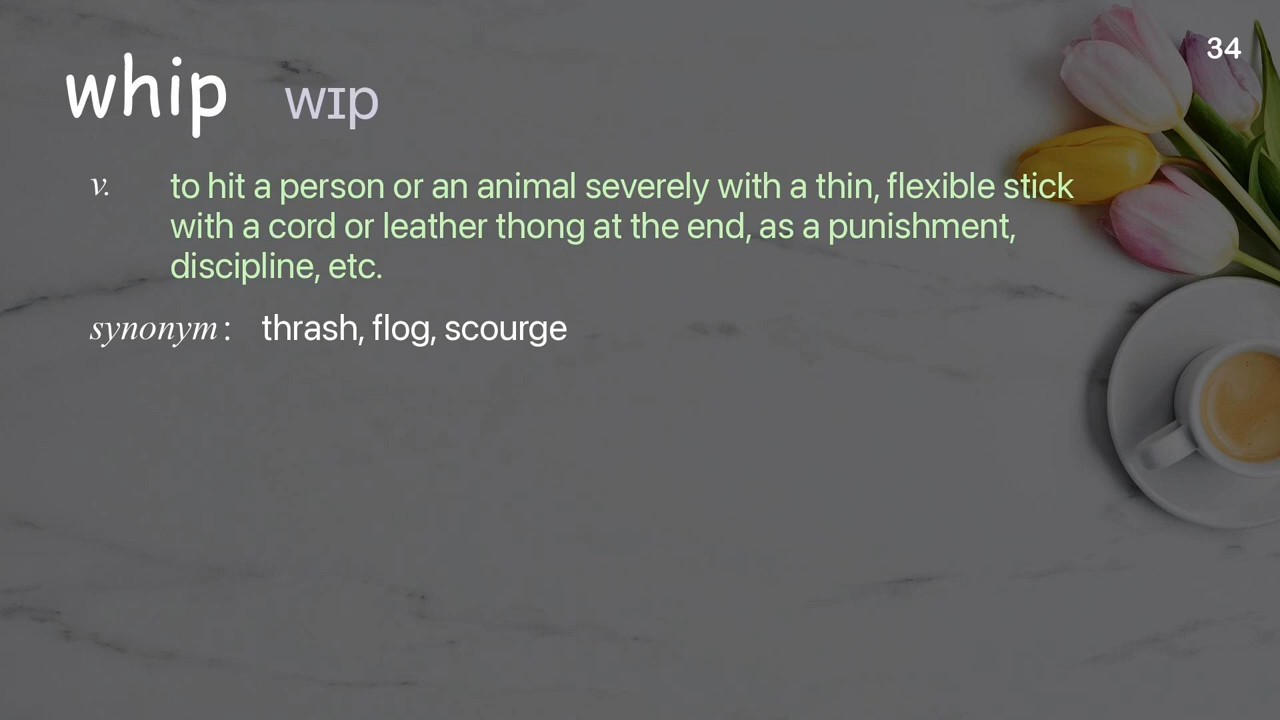 34
whip wɪp
v. to hit a person or an animal severely with a thin, flexible stick
with a cord or leather thong at the end, as a punishment,
discipline, etc.
synonym : thrash, flog, scourge